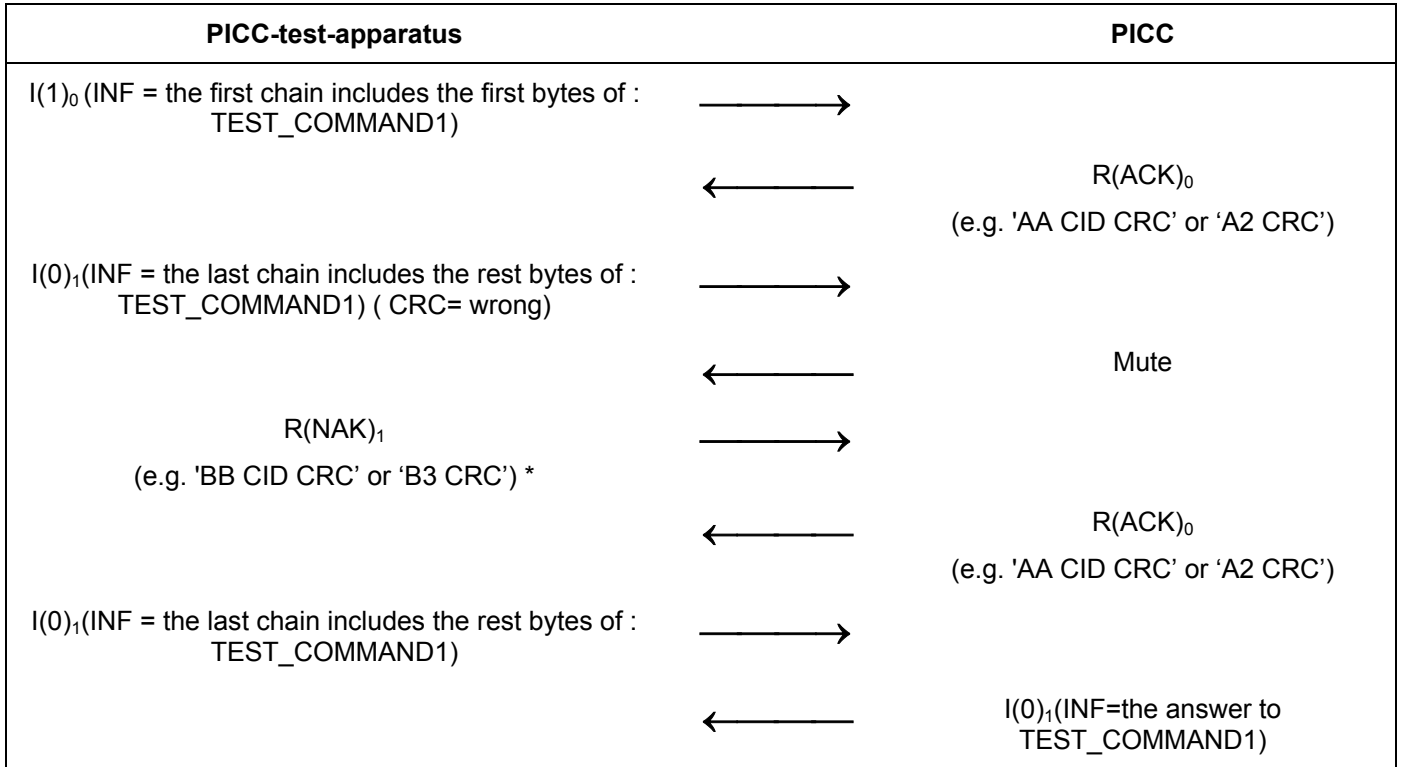 PICC-test-apparatus PICC
I(1)₀ (INF = the first chain includes the first bytes of :
TEST_COMMAND1)
R(ACK)₀
(e.g. 'AA CID CRC' or ‘A2 CRC’)
I(0)₁(INF = the last chain includes the rest bytes of :
TEST_COMMAND1) ( CRC= wrong)
Mute
R(NAK)₁
(e.g. 'BB CID CRC' or ‘B3 CRC’) *
R(ACK)₀
(e.g. 'AA CID CRC' or ‘A2 CRC’)
I(0)₁(INF = the last chain includes the rest bytes of :
TEST_COMMAND1)
I(0)₁(INF=the answer to
TEST_COMMAND1)